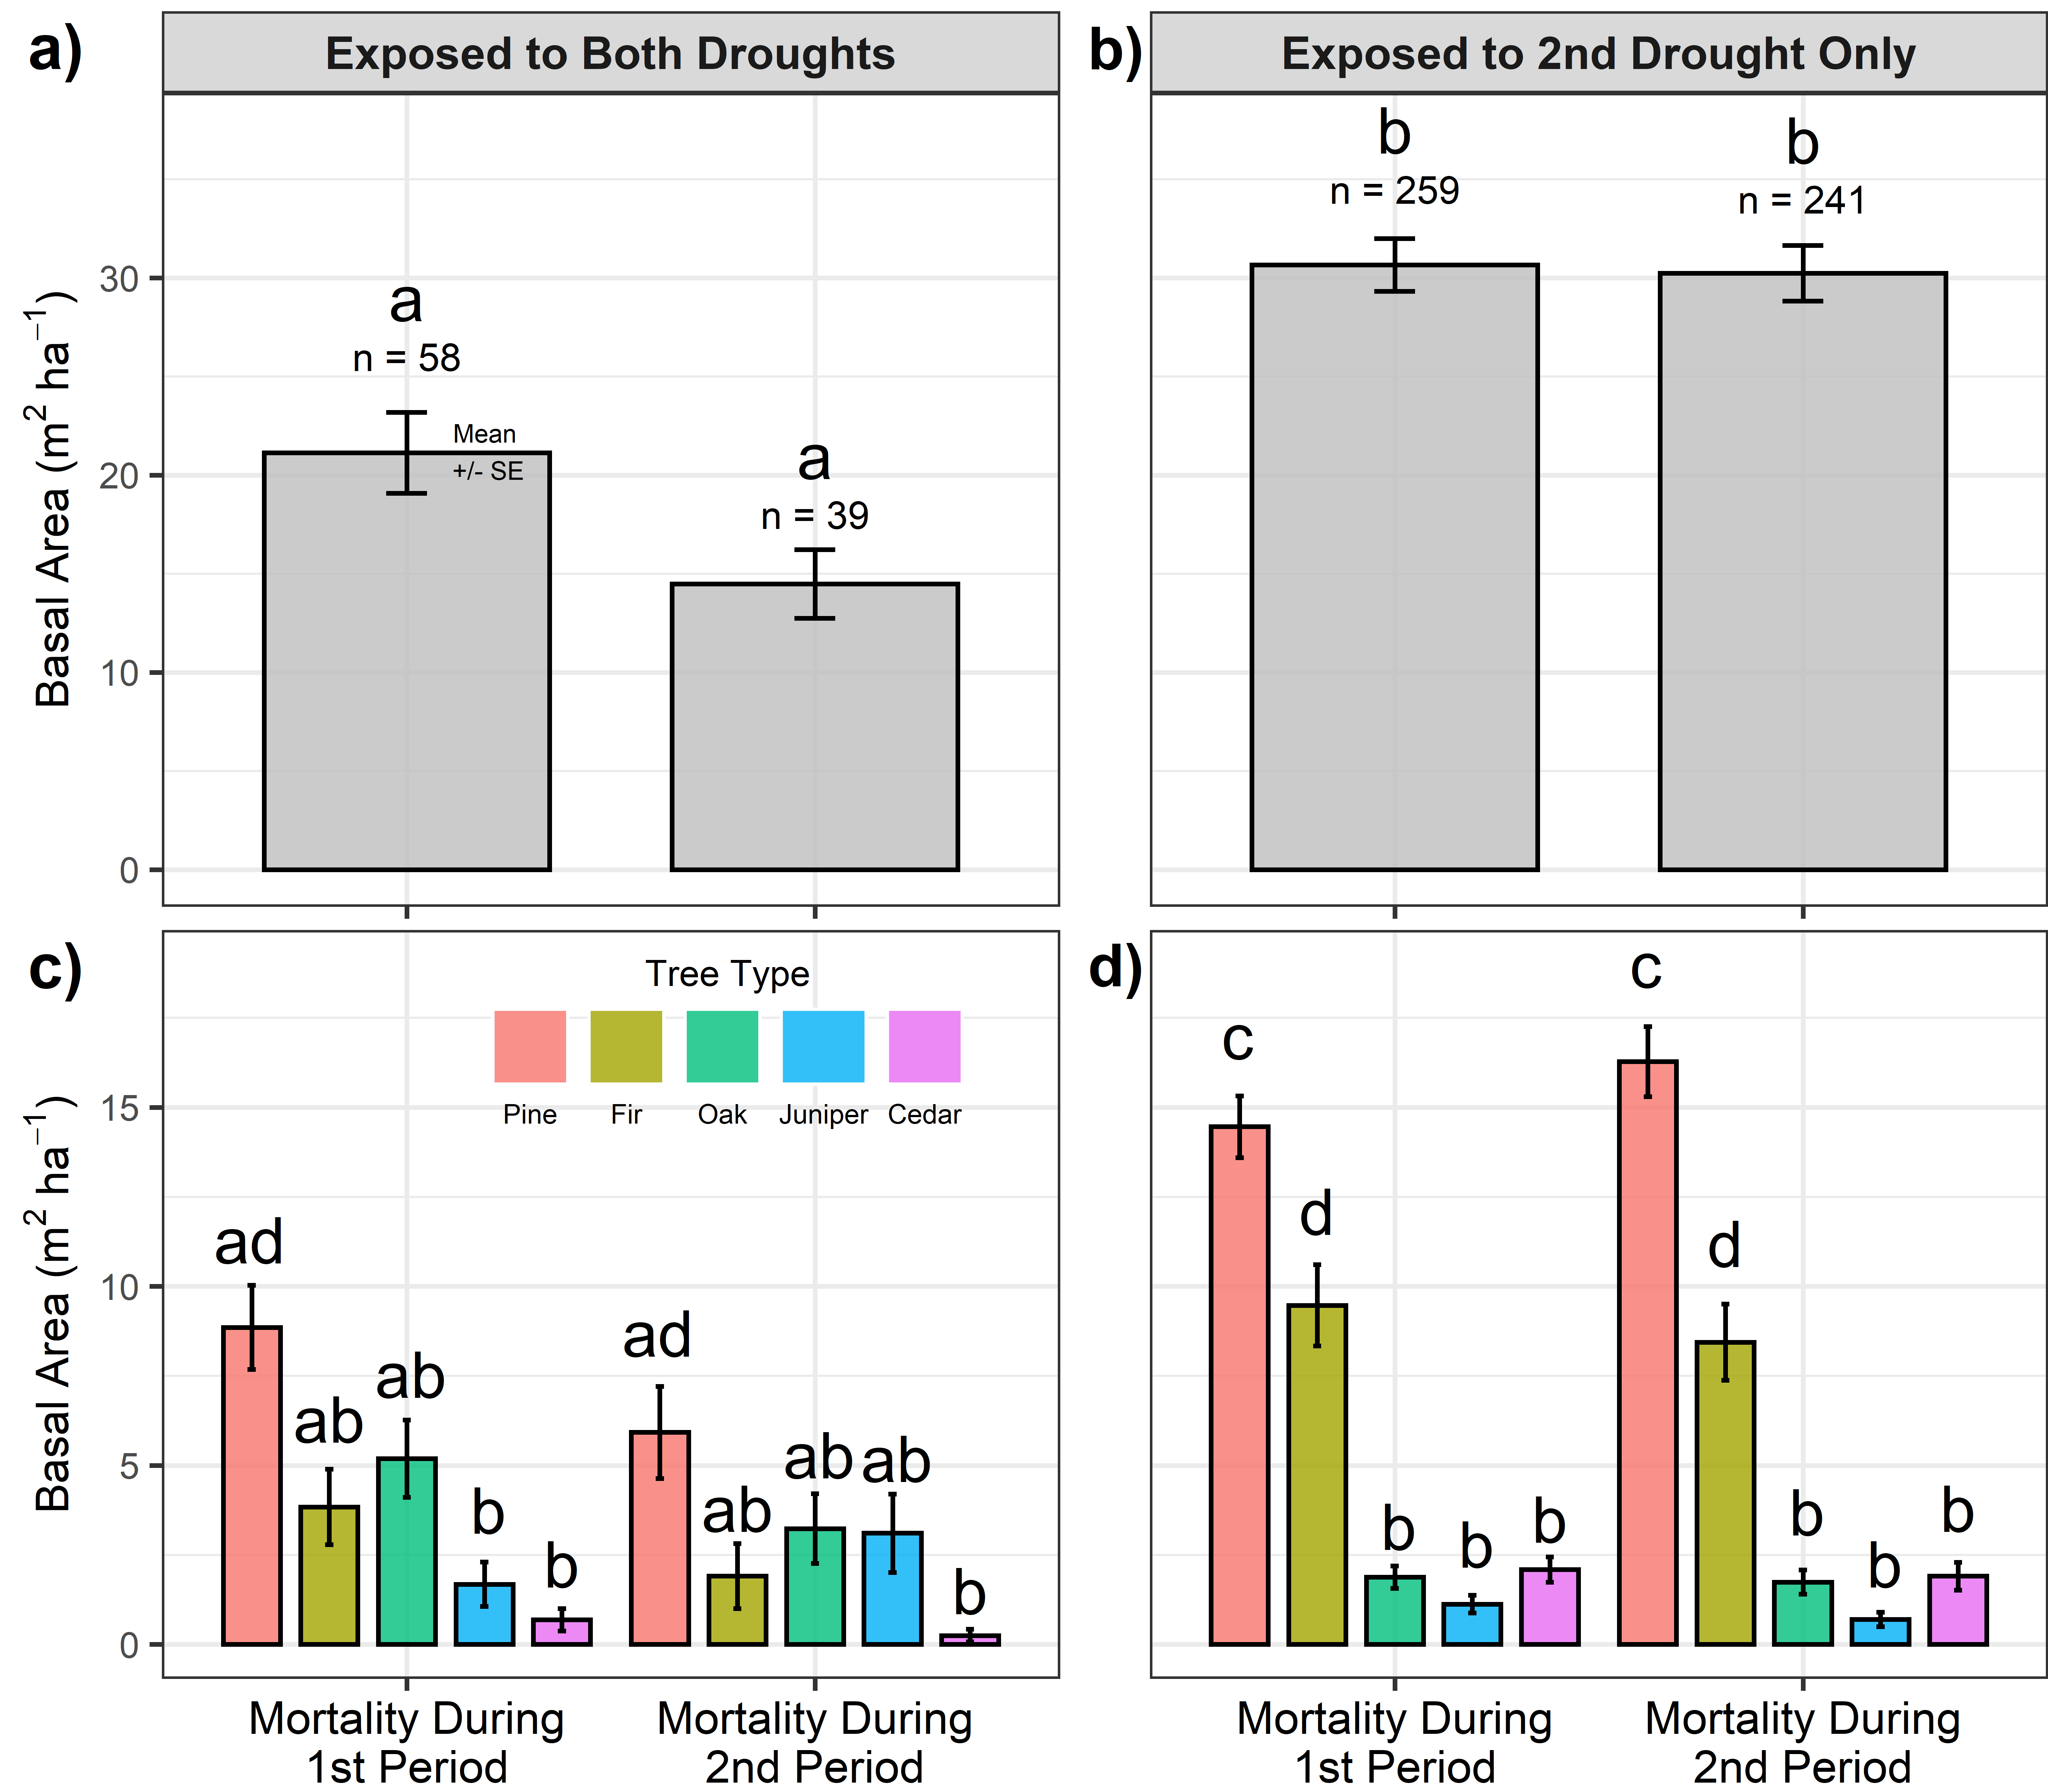 a)
Exposed to Both Droughts
b)
Exposed to 2nd Drought Only
Basal Area (m² ha⁻¹)
30
20
10
0
a
n = 58
Mean
+/- SE
a
n = 39
b
n = 259
b
n = 241
c)
Tree Type
Pine Fir Oak Juniper Cedar
Basal Area (m² ha⁻¹)
15
10
5
0
ad
ab
ab
b
b
ad
ab
ab
ab
b
Mortality During
1st Period
Mortality During
2nd Period
d)
c
d
b
b
b
c
d
b
b
b
Mortality During
1st Period
Mortality During
2nd Period